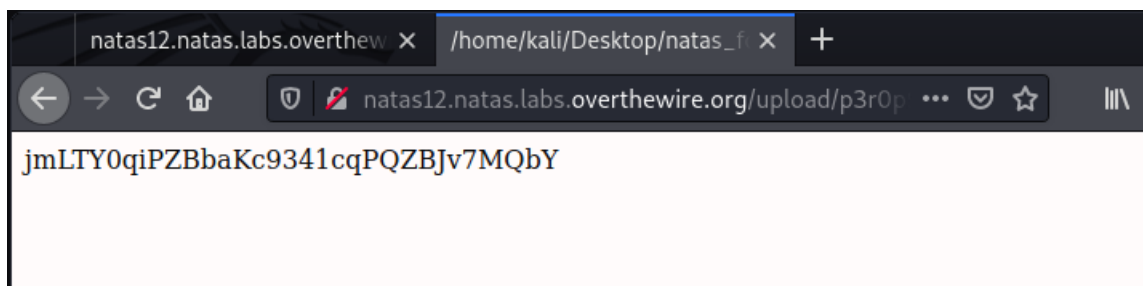 natas12.natas.labs.overthew
/home/kali/Desktop/natas_f
natas12.natas.labs.overthewire.org/upload/p3r0p
jmLTY0qiPZBbaKc9341cqPQZBJv7MQbY